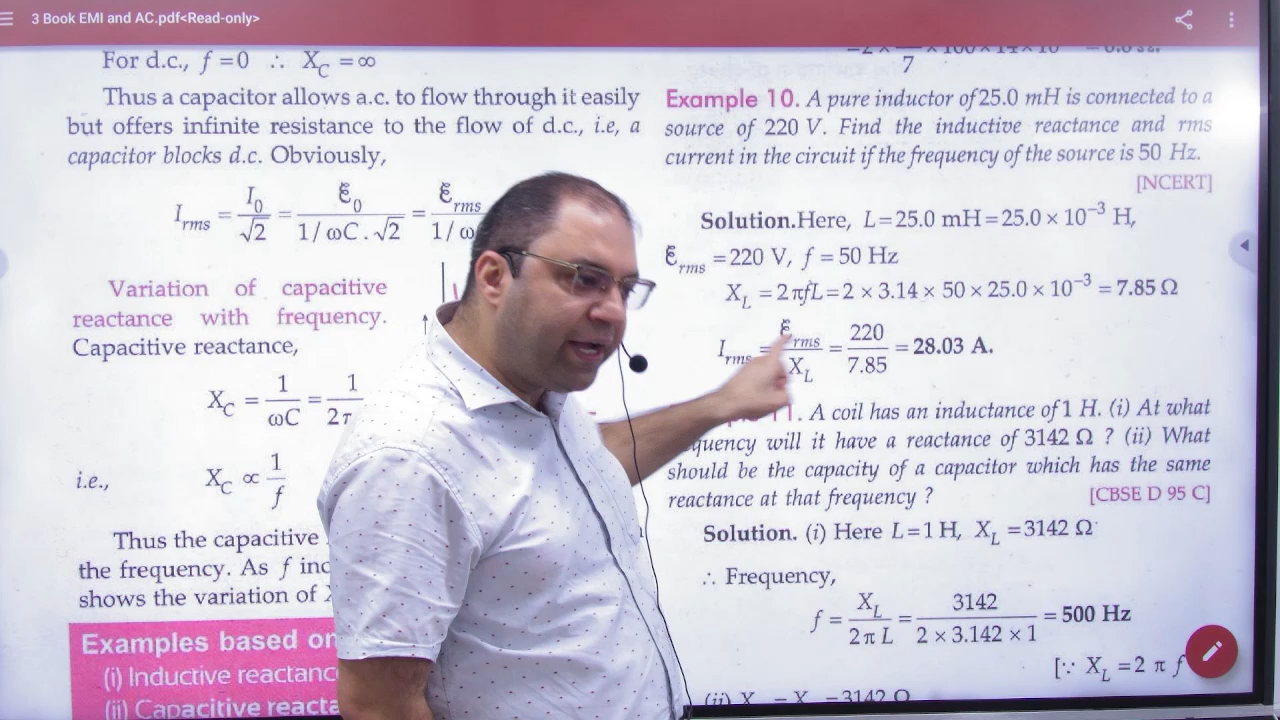 3 Book EMI and AC.pdf<Read-only>
For d.c., f = 0 ∴ X_C = ∞
Thus a capacitor allows a.c. to flow through it easily
but offers infinite resistance to the flow of d.c., i.e, a
capacitor blocks d.c. Obviously,
I_rms = I_0/√2 = ℰ_0/1/ωC.√2 = ℰ_rms/1/ω
Variation of capacitive
reactance with frequency.
Capacitive reactance,
X_C = 1/ωC = 1/2π
i.e., X_C ∝ 1/f
Thus the capacitive
the frequency. As f inc
shows the variation of
Examples based on
(i) Inductive reactanc
(ii) Capacitive reacta
7
Example 10. A pure inductor of 25.0 mH is connected to a
source of 220 V. Find the inductive reactance and rms
current in the circuit if the frequency of the source is 50 Hz.
[NCERT]
Solution. Here, L = 25.0 mH = 25.0 × 10⁻³ H,
ℰ_rms = 220 V, f = 50 Hz
X_L = 2πfL = 2 × 3.14 × 50 × 25.0 × 10⁻³ = 7.85 Ω
I_rms = ℰ_rms/X_L = 220/7.85 = 28.03 A.
11. A coil has an inductance of 1 H. (i) At what
quency will it have a reactance of 3142 Ω ? (ii) What
should be the capacity of a capacitor which has the same
reactance at that frequency ?
[CBSE D 95 C]
Solution. (i) Here L = 1 H, X_L = 3142 Ω
∴ Frequency,
f = X_L/2π L = 3142/2 × 3.142 × 1 = 500 Hz
[∵ X_L = 2 π f
(ii) X = X = 3142 Ω